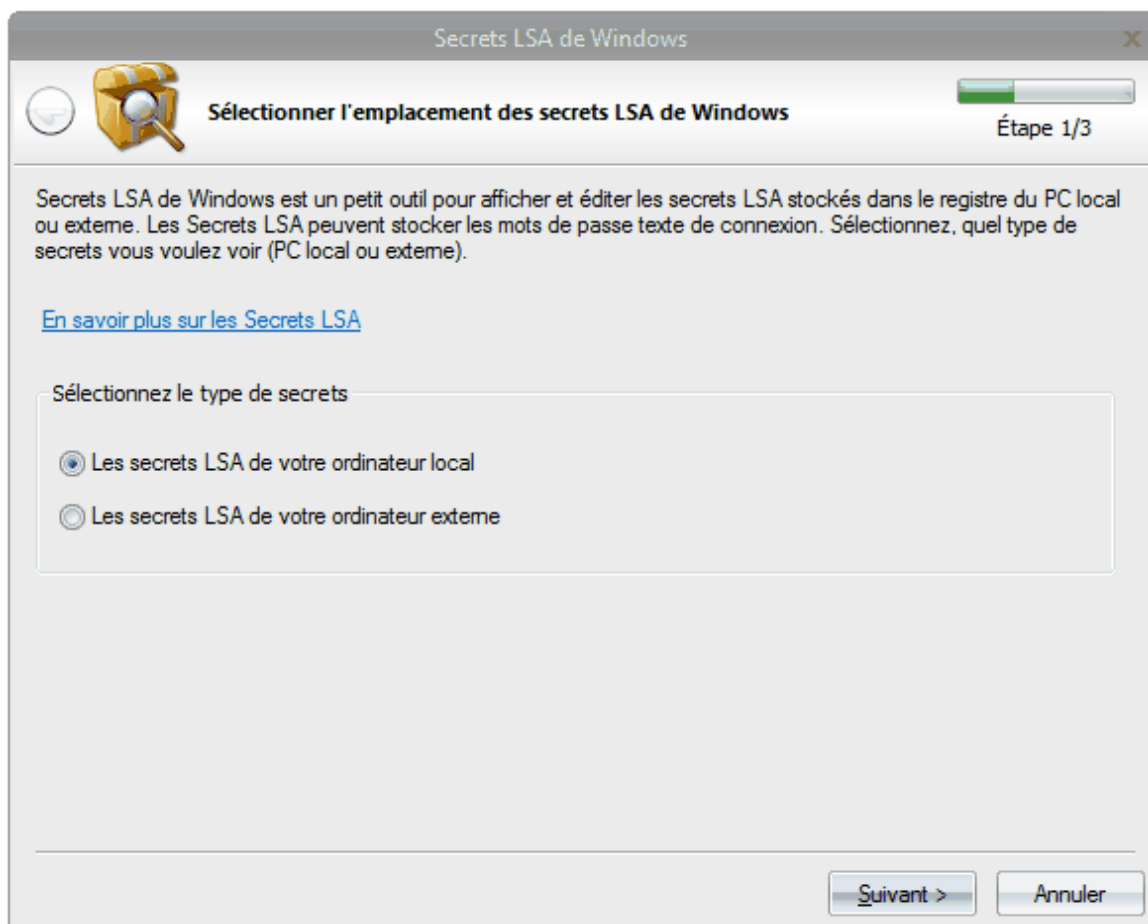 Secrets LSA de Windows
Sélectionner l'emplacement des secrets LSA de Windows
Étape 1/3
Secrets LSA de Windows est un petit outil pour afficher et éditer les secrets LSA stockés dans le registre du PC local
ou externe. Les Secrets LSA peuvent stocker les mots de passe texte de connexion. Sélectionnez, quel type de
secrets vous voulez voir (PC local ou externe).
En savoir plus sur les Secrets LSA
Sélectionnez le type de secrets
Les secrets LSA de votre ordinateur local
Les secrets LSA de votre ordinateur externe
Suivant >
Annuler